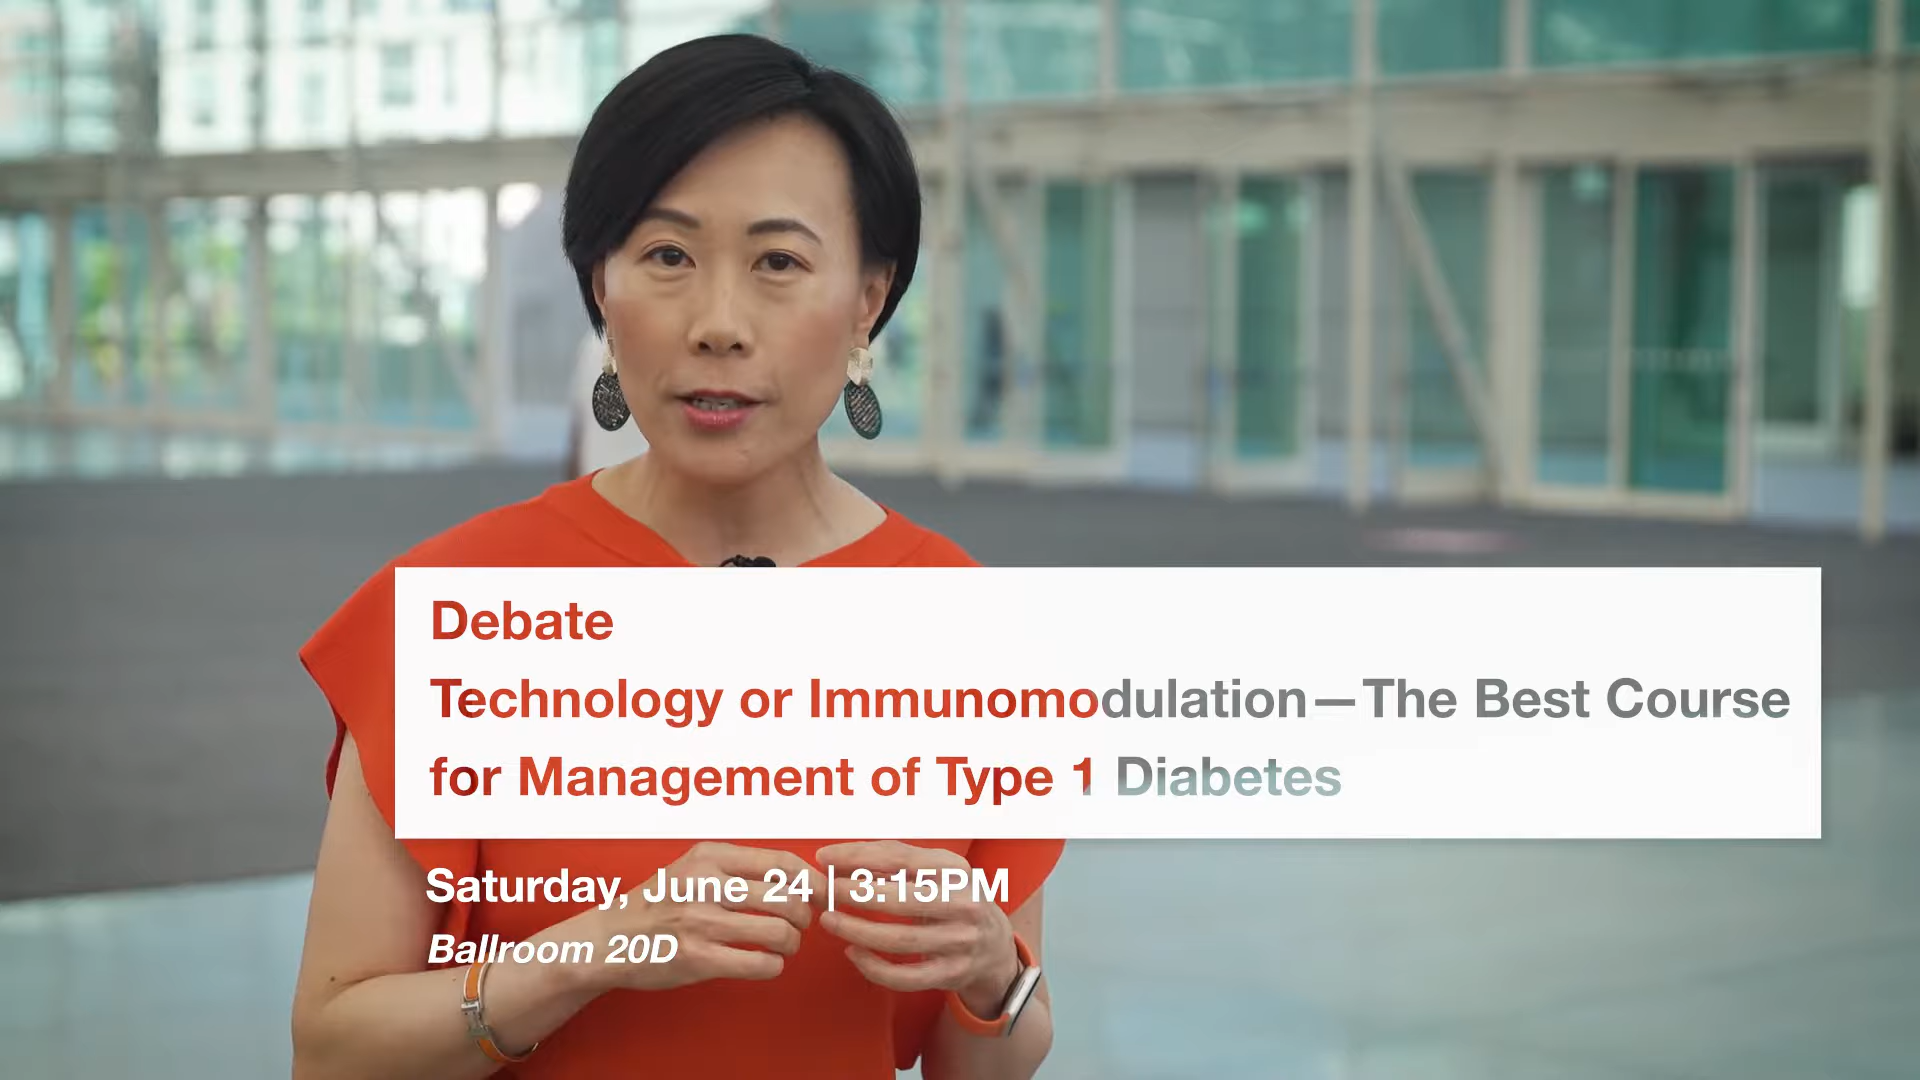 Debate
Technology or Immunomodulation—The Best Course
for Management of Type 1 Diabetes
Saturday, June 24 | 3:15PM
Ballroom 20D